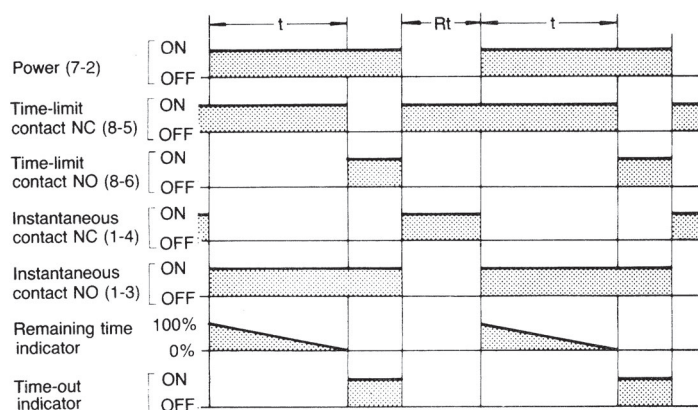 t Rt t
Power (7-2) ON
OFF
Time-limit
contact NC (8-5) ON
OFF
Time-limit
contact NO (8-6) ON
OFF
Instantaneous
contact NC (1-4) ON
OFF
Instantaneous
contact NO (1-3) ON
OFF
Remaining time
indicator 100%
0%
Time-out
indicator ON
OFF